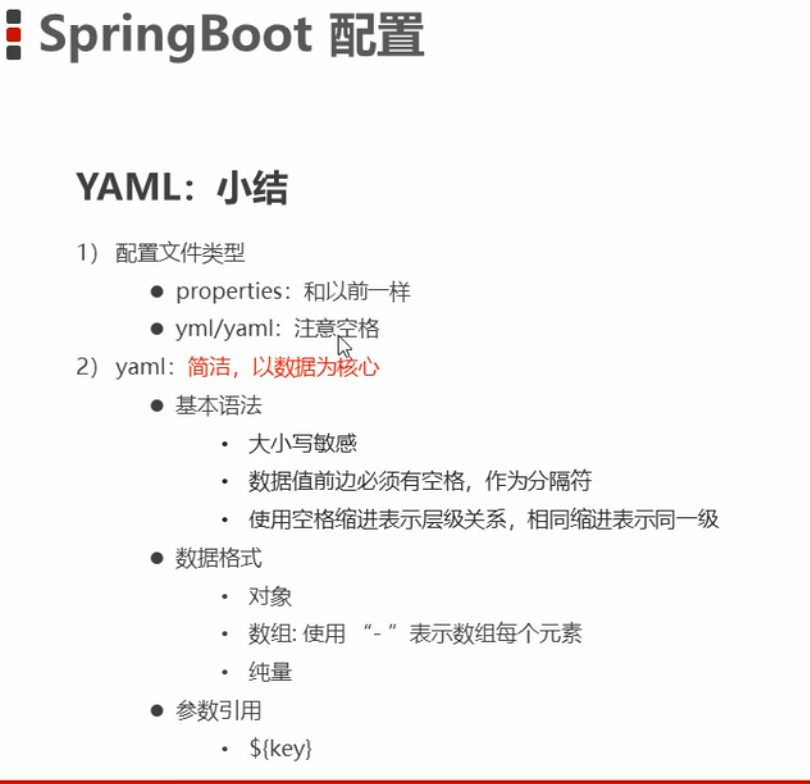 SpringBoot 配置
YAML：小结
1） 配置文件类型
● properties：和以前一样
● yml/yaml：注意空格
2） yaml：简洁，以数据为核心
● 基本语法
• 大小写敏感
• 数据值前边必须有空格，作为分隔符
• 使用空格缩进表示层级关系，相同缩进表示同一级
● 数据格式
• 对象
• 数组: 使用 “- ”表示数组每个元素
• 纯量
● 参数引用
• ${key}